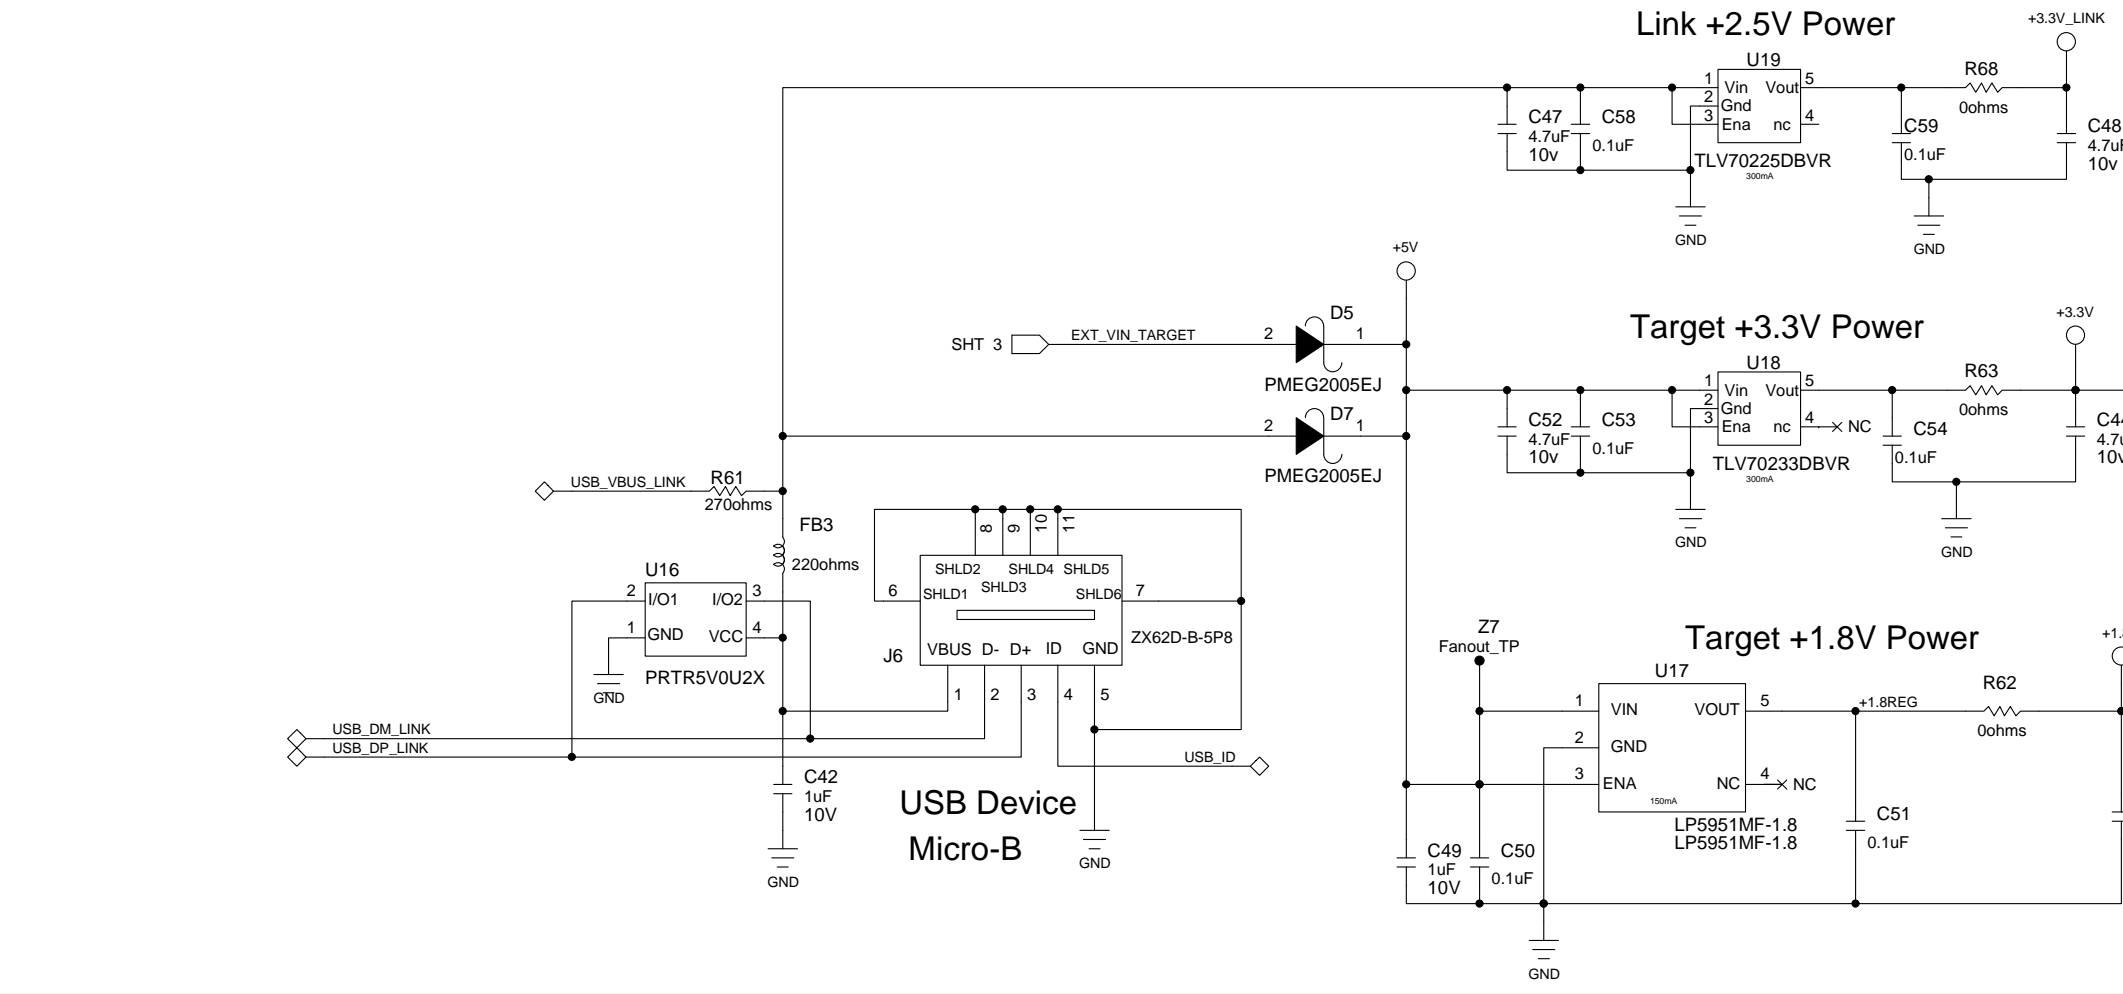 Link +2.5V Power
+3.3V_LINK
U19
1
Vin
Vout
5
2
Gnd
3
Ena
nc
4
TLV70225DBVR
300mA
C47
4.7uF
10v
C58
0.1uF
GND
R68
0ohms
C59
0.1uF
C48
4.7uF
10v
GND
+5V
SHT 3
EXT_VIN_TARGET
2
D5
1
PMEG2005EJ
2
D7
1
PMEG2005EJ
Target +3.3V Power
+3.3V
U18
1
Vin
Vout
5
2
Gnd
3
Ena
nc
4
NC
TLV70233DBVR
300mA
C52
4.7uF
10v
C53
0.1uF
GND
R63
0ohms
C54
0.1uF
C44
4.7u
10v
GND
USB_VBUS_LINK
R61
270ohms
FB3
220ohms
U16
2
I/O1
I/O2
3
1
GND
VCC
4
PRTR5V0U2X
GND
8
9
10
11
SHLD2
SHLD4
SHLD5
SHLD3
6
SHLD1
SHLD6
7
ZX62D-B-5P8
J6
VBUS
D-
D+
ID
GND
1
2
3
4
5
USB_DM_LINK
USB_DP_LINK
USB_ID
C42
1uF
10V
GND
USB Device
Micro-B
GND
Z7
Fanout_TP
Target +1.8V Power
U17
1
VIN
VOUT
5
2
GND
3
ENA
NC
4
NC
150mA
LP5951MF-1.8
LP5951MF-1.8
+1.8REG
R62
0ohms
C51
0.1uF
C49
1uF
10V
C50
0.1uF
GND